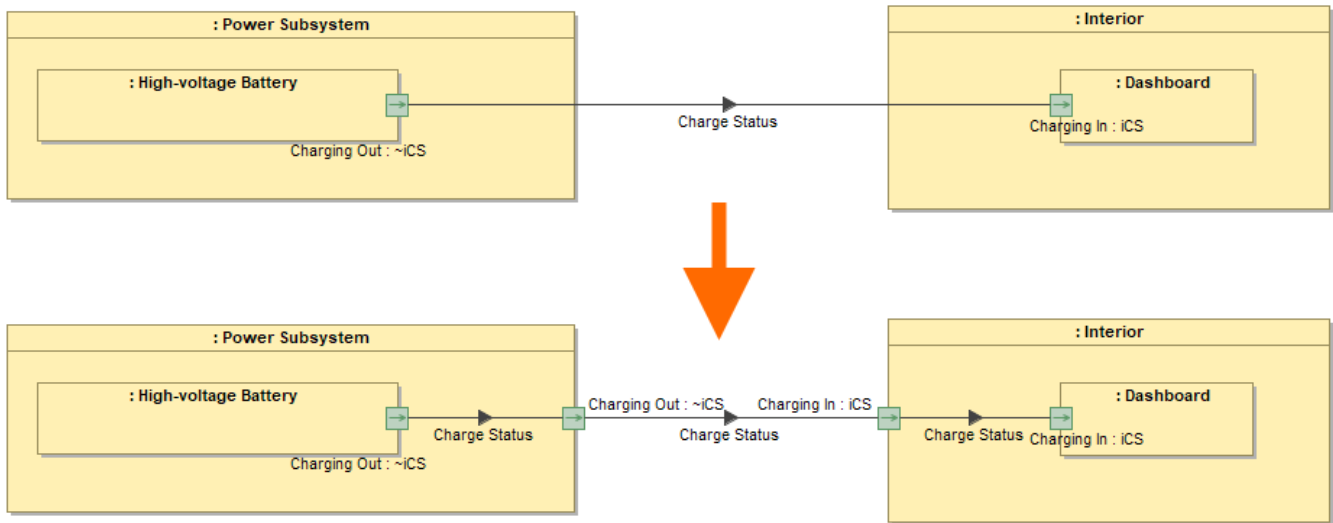 : Power Subsystem
: Interior
: High-voltage Battery
: Dashboard
Charge Status
Charging In : iCS
Charging Out : ~iCS
: Power Subsystem
: Interior
: High-voltage Battery
: Dashboard
Charging Out : ~iCS
Charging In : iCS
Charge Status
Charge Status
Charge Status
Charging In : iCS
Charging Out : ~iCS